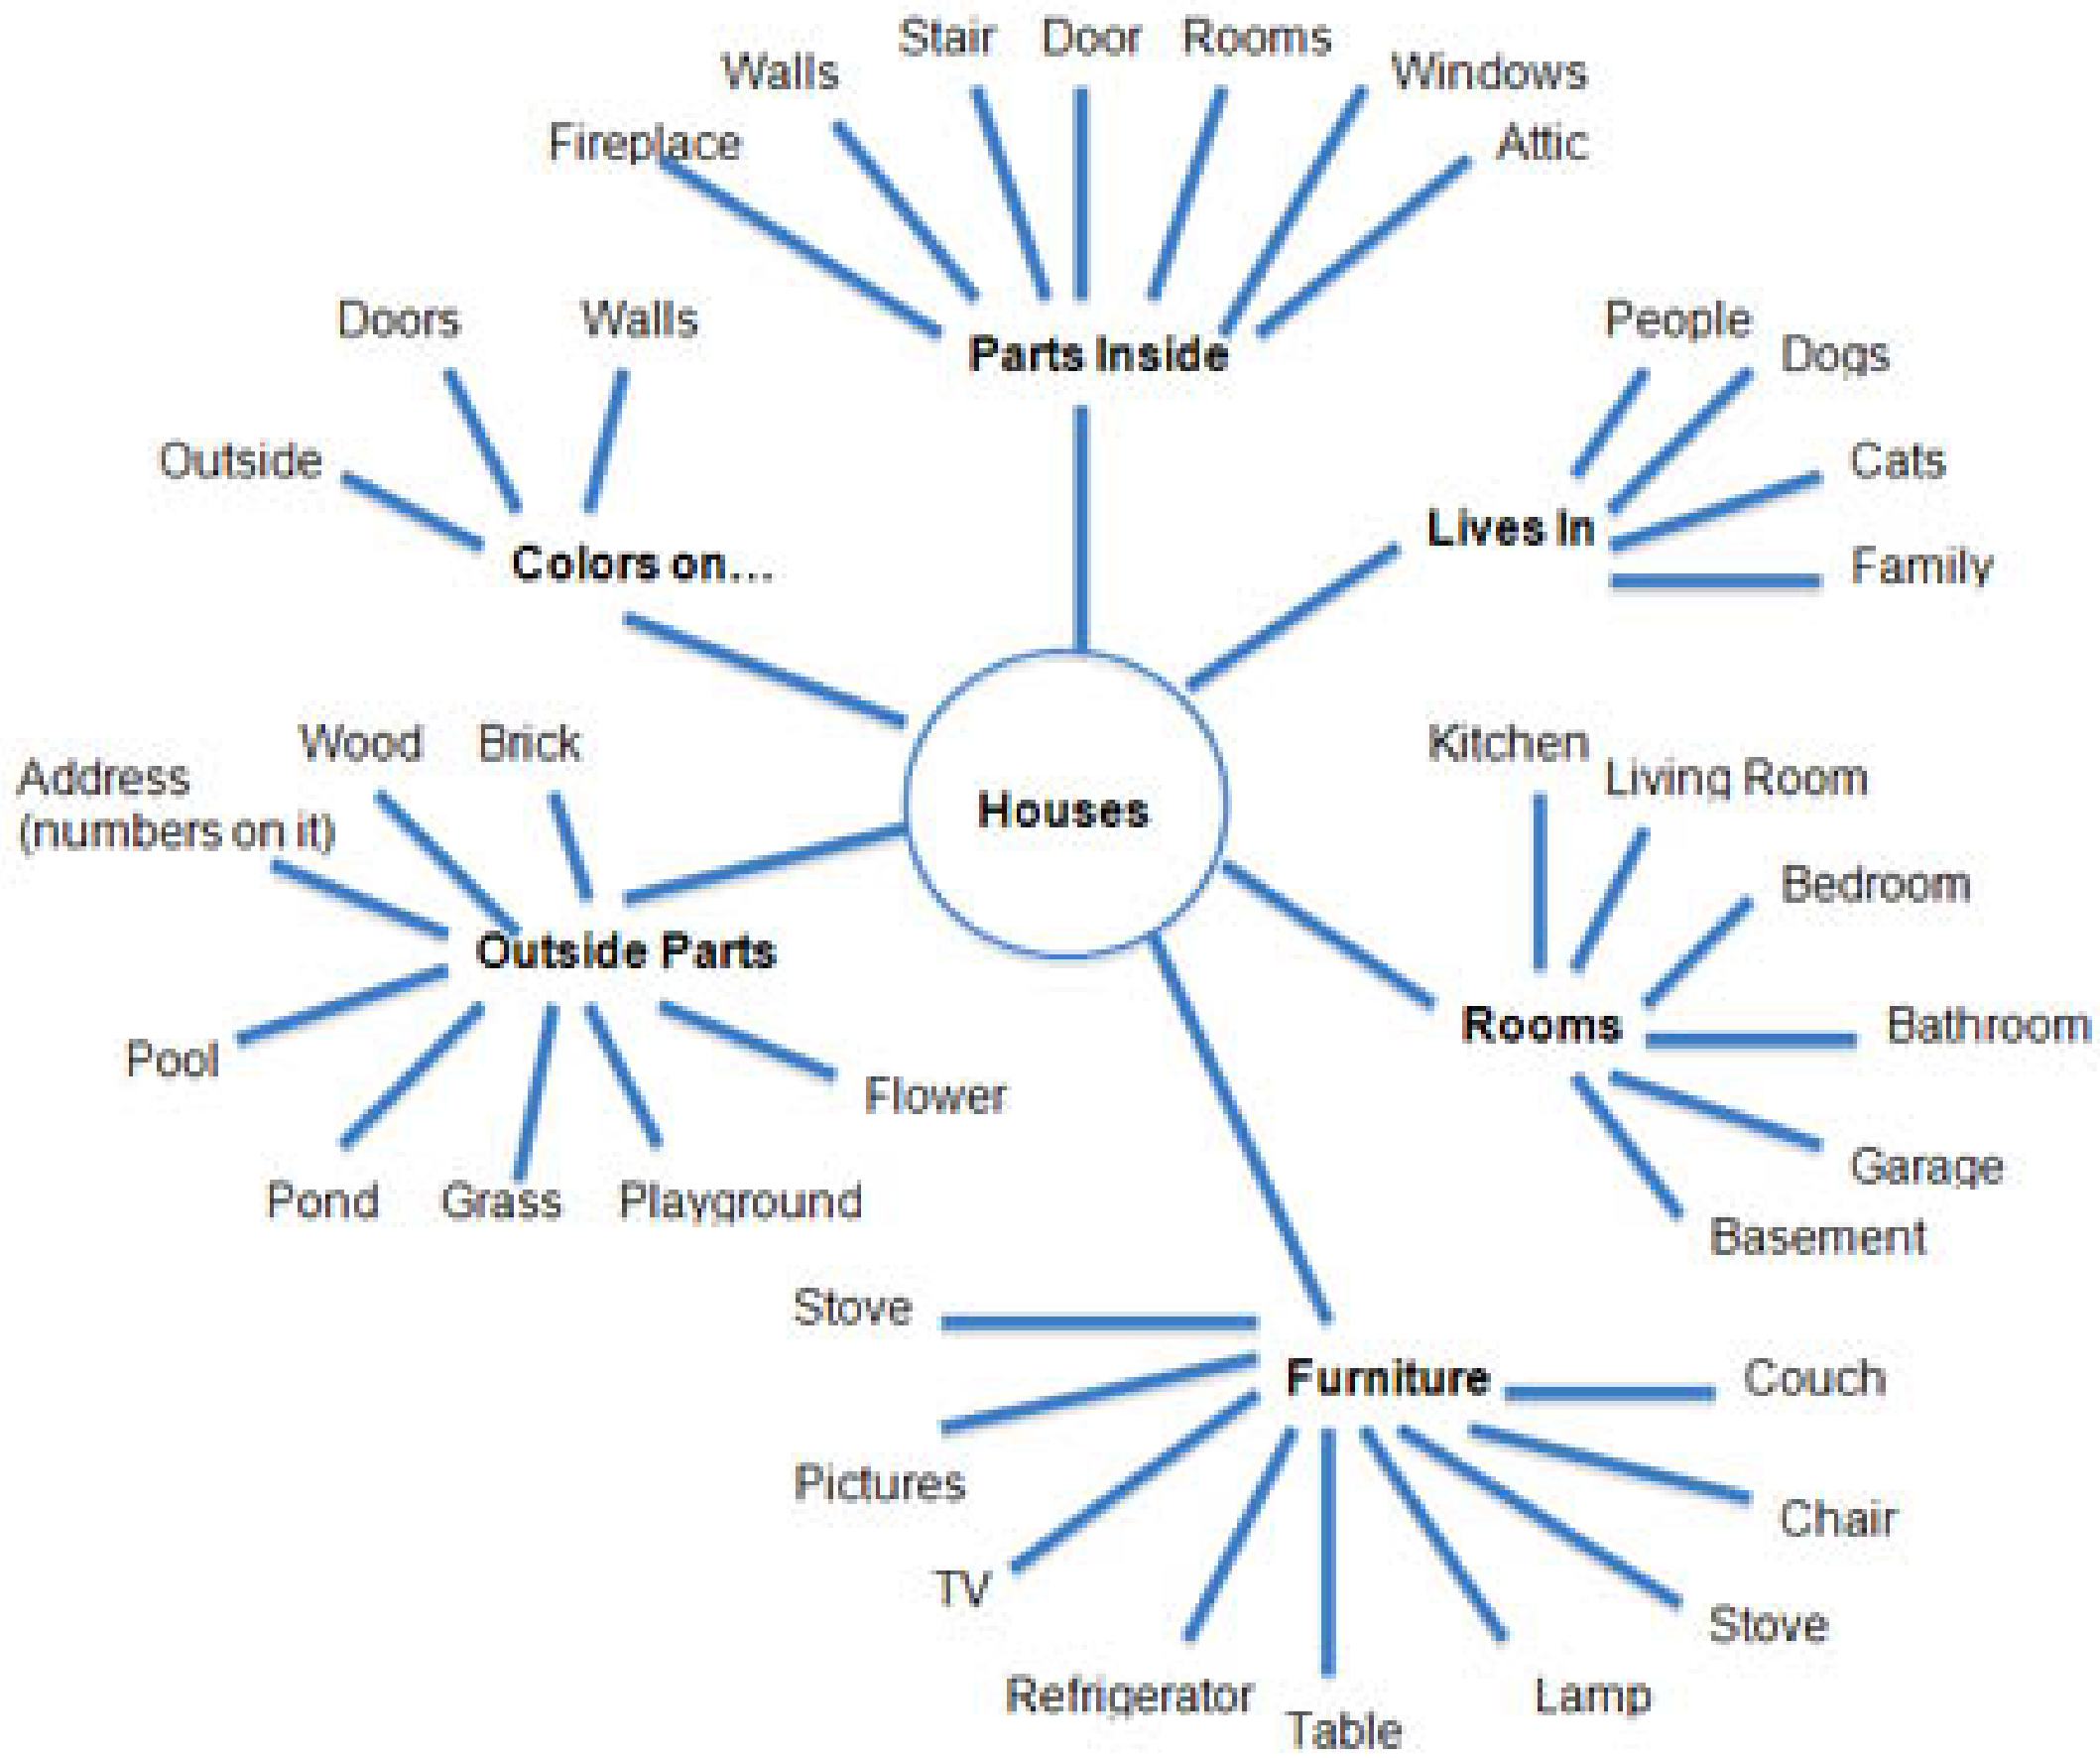 Stair Door Rooms
Walls
Windows
Fireplace
Attic
Parts Inside
Doors
Walls
Outside
Colors on...
People
Dogs
Cats
Lives In
Family
Houses
Wood
Brick
Address
(numbers on it)
Outside Parts
Pool
Flower
Pond
Grass
Playground
Kitchen
Living Room
Bedroom
Rooms
Bathroom
Garage
Basement
Stove
Furniture
Couch
Pictures
Chair
TV
Stove
Refrigerator
Lamp
Table